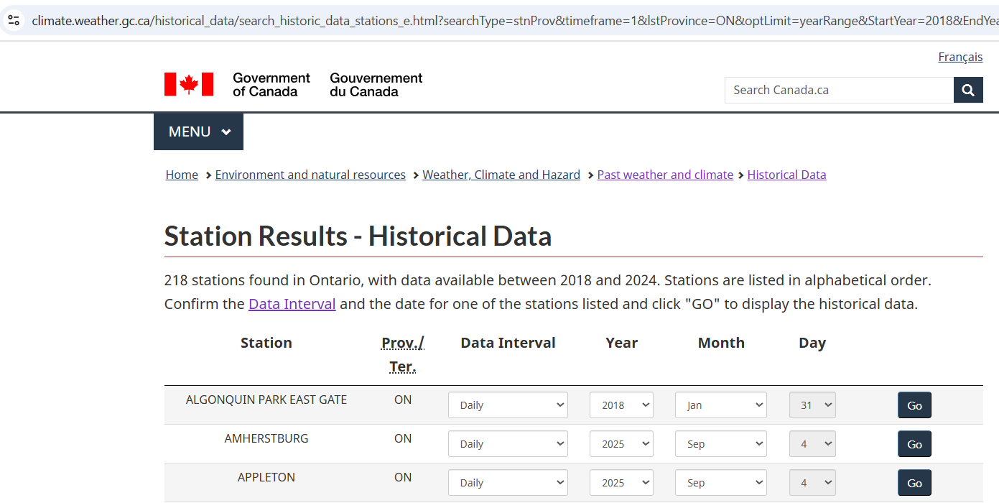 climate.weather.gc.ca/historical_data/search_historic_data_stations_e.html?searchType=stnProv&timeframe=1&lstProvince=ON&optLimit=yearRange&StartYear=2018&EndYea
Français
Government of Canada
Gouvernement du Canada
Search Canada.ca
MENU
Home > Environment and natural resources > Weather, Climate and Hazard > Past weather and climate > Historical Data
Station Results - Historical Data
218 stations found in Ontario, with data available between 2018 and 2024. Stations are listed in alphabetical order.
Confirm the Data Interval and the date for one of the stations listed and click "GO" to display the historical data.
Station Prov./ Ter. Data Interval Year Month Day
ALGONQUIN PARK EAST GATE ON Daily 2018 Jan 31 Go
AMHERSTBURG ON Daily 2025 Sep 4 Go
APPLETON ON Daily 2025 Sep 4 Go